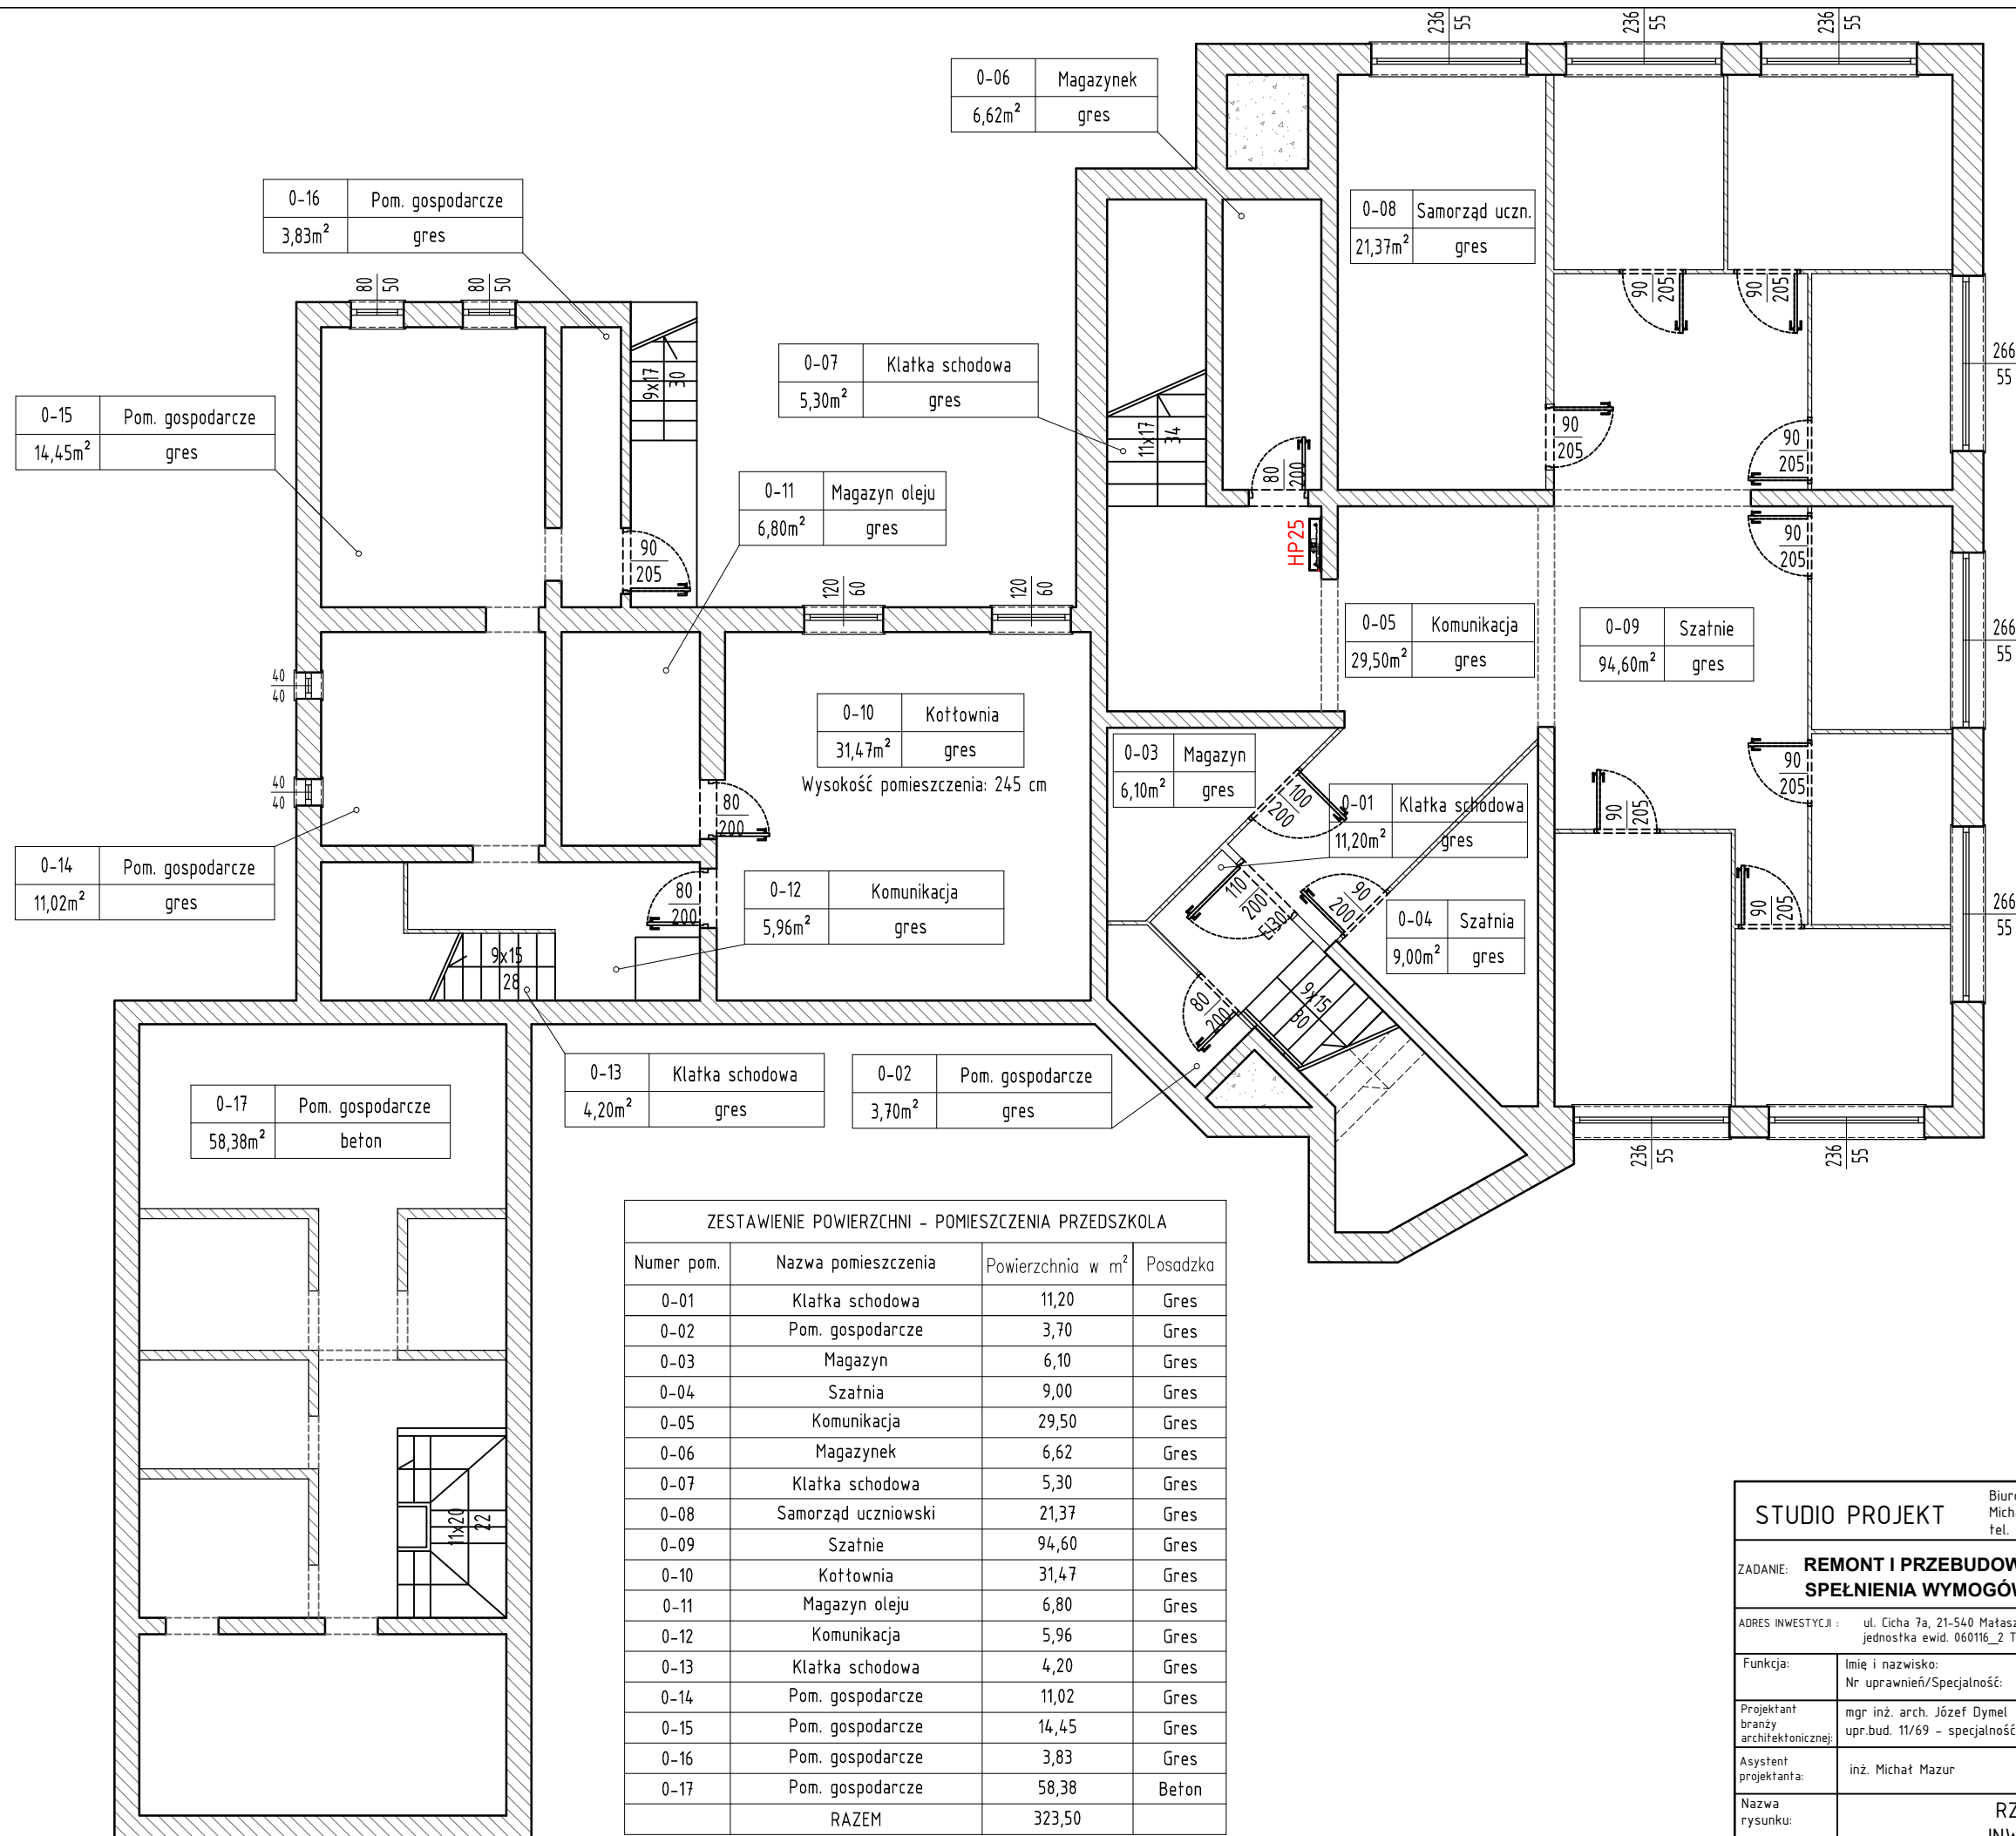 236 55
236 55
236 55
0-06 Magazynek
6,62m² gres
0-16 Pom. gospodarcze
3,83m² gres
0-08 Samorząd uczn.
21,37m² gres
80 50
80 50
90 205
90 205
0-07 Klatka schodowa
5,30m² gres
9x17 30
266
55
0-15 Pom. gospodarcze
14,45m² gres
11x17 34
90 205
90 205
80 200
0-11 Magazyn oleju
6,80m² gres
HP25
90 205
90 205
120 60
120 60
0-05 Komunikacja
29,50m² gres
0-09 Szatnie
94,60m² gres
266
55
40 40
0-10 Kotłownia
31,47m² gres
Wysokość pomieszczenia: 245 cm
0-03 Magazyn
6,10m² gres
90 205
40 40
80 200
100 200
0-01 Klatka schodowa
11,20m² gres
90 205
0-14 Pom. gospodarcze
11,02m² gres
80 200
0-12 Komunikacja
5,96m² gres
110 200
EI30
90 200
0-04 Szatnia
9,00m² gres
90 205
266
55
9x15
28
9x15
30
80 200
0-13 Klatka schodowa
4,20m² gres
0-02 Pom. gospodarcze
3,70m² gres
0-17 Pom. gospodarcze
58,38m² beton
236 55
236 55
ZESTAWIENIE POWIERZCHNI - POMIESZCZENIA PRZEDSZKOLA
Numer pom. Nazwa pomieszczenia Powierzchnia w m² Posadzka
0-01 Klatka schodowa 11,20 Gres
0-02 Pom. gospodarcze 3,70 Gres
0-03 Magazyn 6,10 Gres
0-04 Szatnia 9,00 Gres
0-05 Komunikacja 29,50 Gres
0-06 Magazynek 6,62 Gres
0-07 Klatka schodowa 5,30 Gres
0-08 Samorząd uczniowski 21,37 Gres
0-09 Szatnie 94,60 Gres
0-10 Kotłownia 31,47 Gres
0-11 Magazyn oleju 6,80 Gres
0-12 Komunikacja 5,96 Gres
0-13 Klatka schodowa 4,20 Gres
0-14 Pom. gospodarcze 11,02 Gres
0-15 Pom. gospodarcze 14,45 Gres
0-16 Pom. gospodarcze 3,83 Gres
0-17 Pom. gospodarcze 58,38 Beton
RAZEM 323,50
11x20
22
STUDIO PROJEKT
Biuro
Micha
tel.
ZADANIE: REMONT I PRZEBUDOW
SPEŁNIENIA WYMOGÓW
ADRES INWESTYCJI : ul. Cicha 7a, 21-540 Małasz
jednostka ewid. 060116_2 T
Funkcja: Imię i nazwisko:
Nr uprawnień/Specjalność:
Projektant branży architektonicznej: mgr inż. arch. Józef Dymel
upr.bud. 11/69 - specjalność
Asystent projektanta: inż. Michał Mazur
Nazwa rysunku: RZ
INW